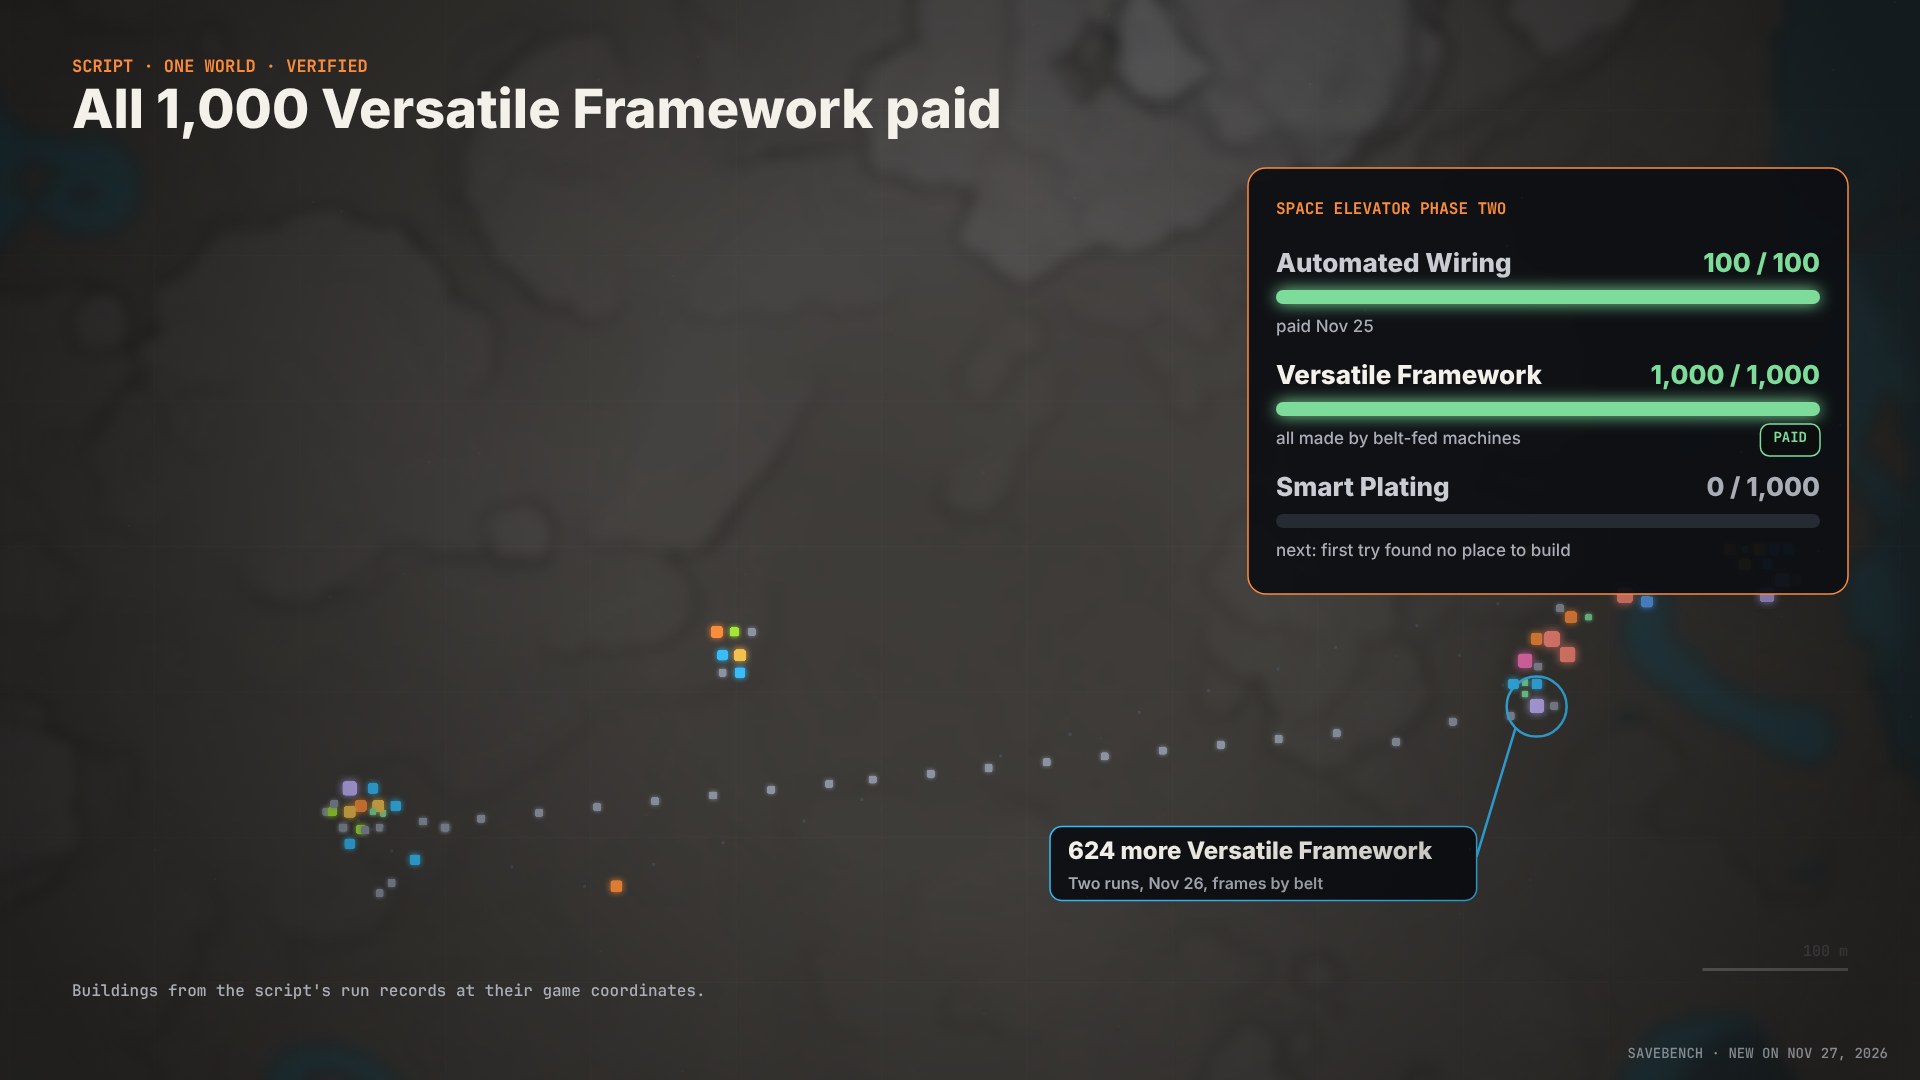 SCRIPT · ONE WORLD · VERIFIED
All 1,000 Versatile Framework paid
SPACE ELEVATOR PHASE TWO
Automated Wiring 100 / 100
paid Nov 25
Versatile Framework 1,000 / 1,000
all made by belt-fed machines PAID
Smart Plating 0 / 1,000
next: first try found no place to build
624 more Versatile Framework
Two runs, Nov 26, frames by belt
100 m
Buildings from the script's run records at their game coordinates.
SAVEBENCH · NEW ON NOV 27, 2026